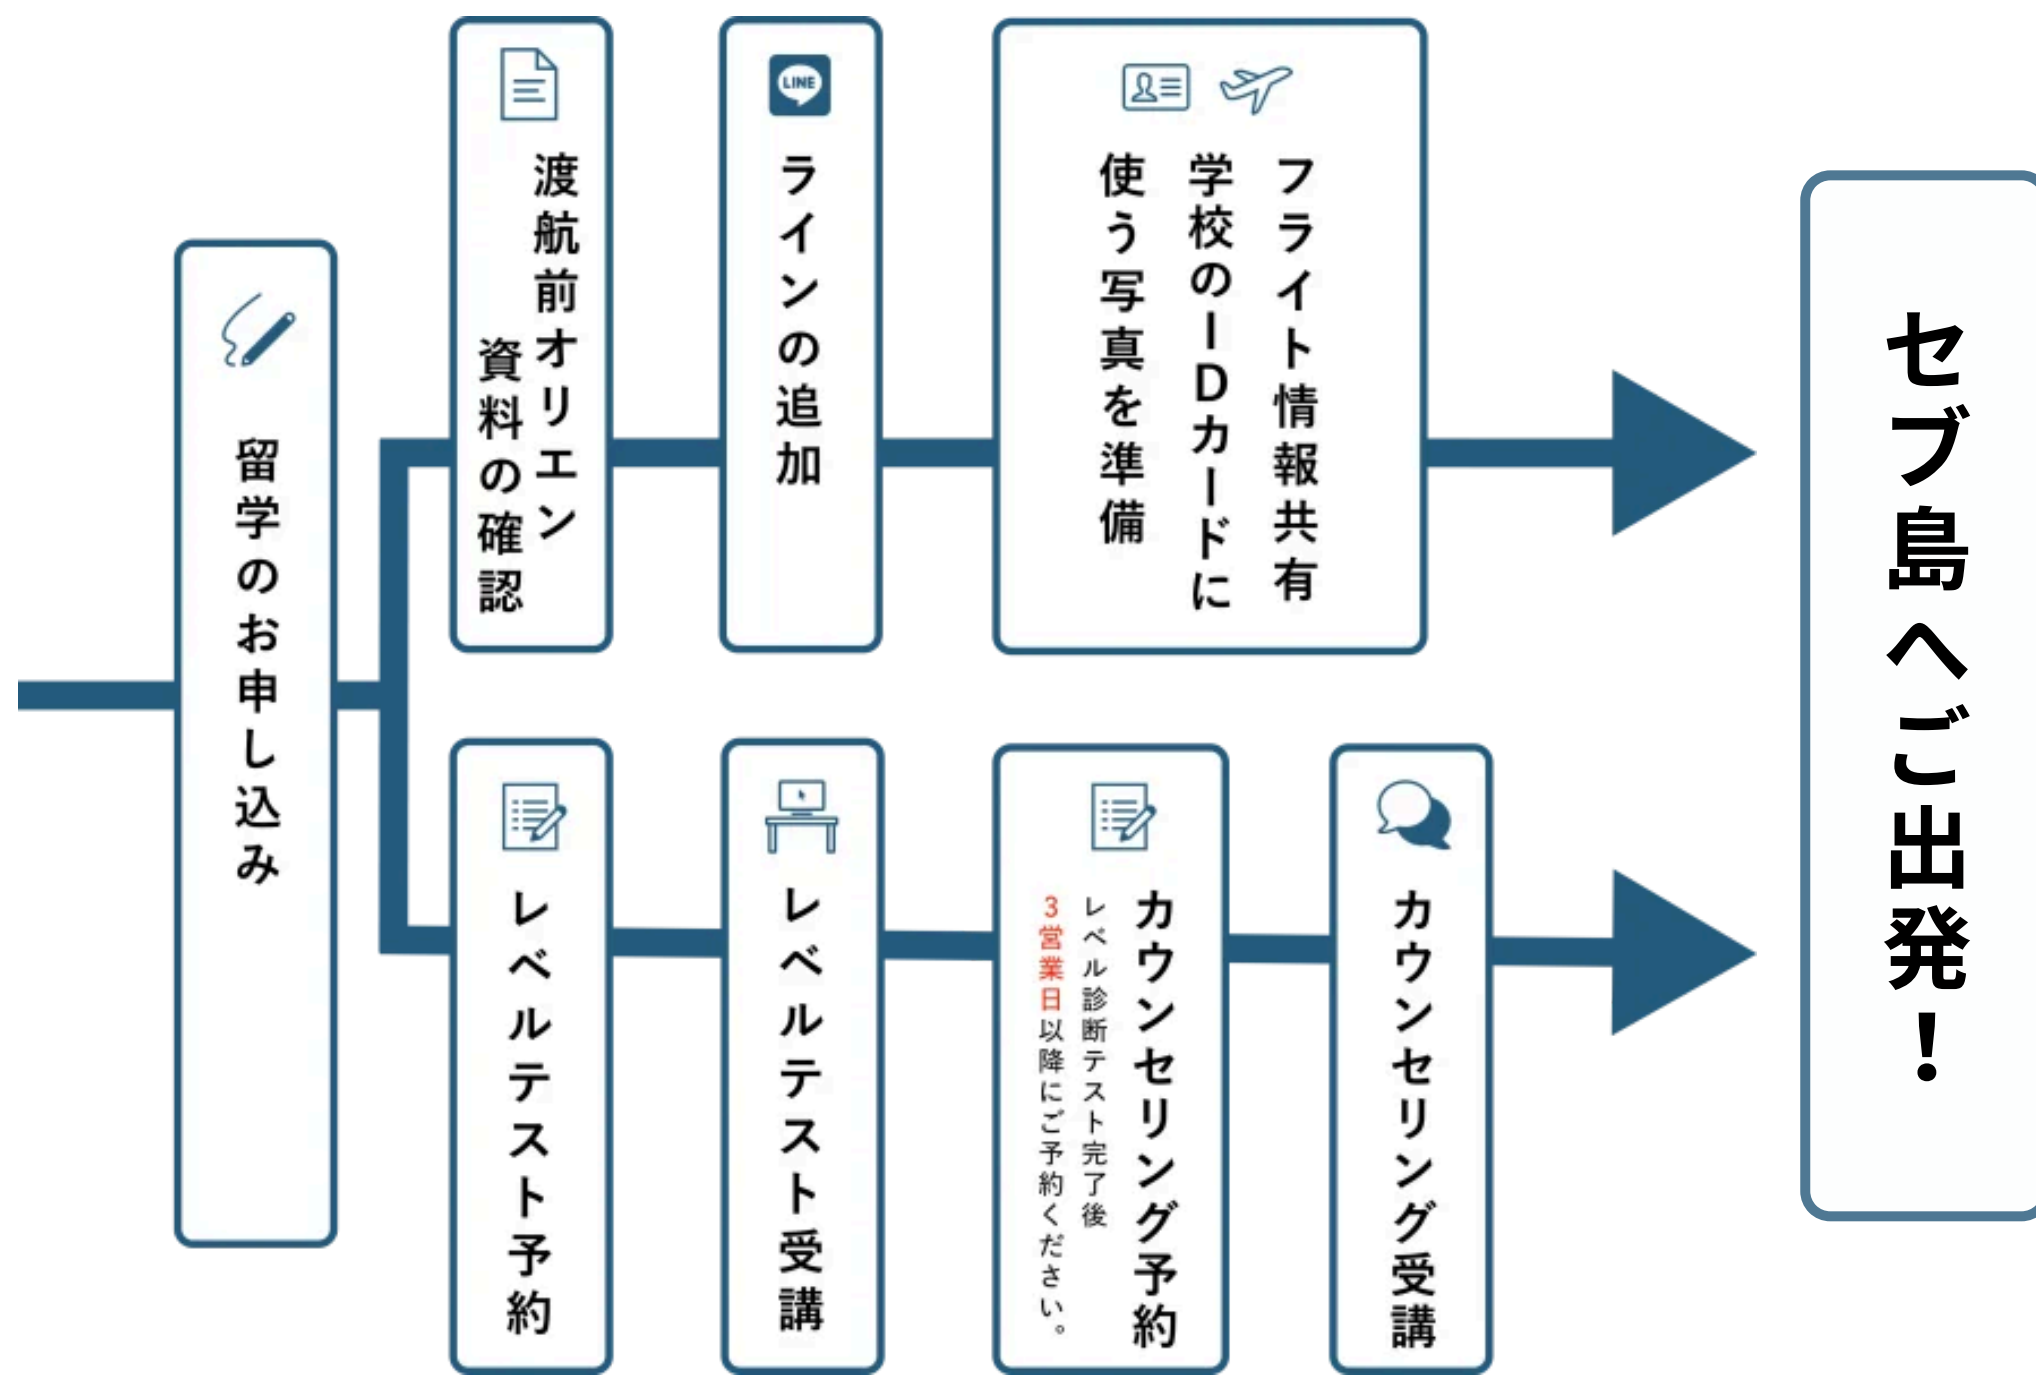 留学のお申し込み
渡航前オリエン
資料の確認
LINE
ラインの追加
フライト情報共有
学校のIDカードに
使う写真を準備
レベルテスト予約
レベルテスト受講
カウンセリング予約
レベル診断テスト完了後
3営業日以降にご予約ください。
カウンセリング受講
セブ島へご出発！